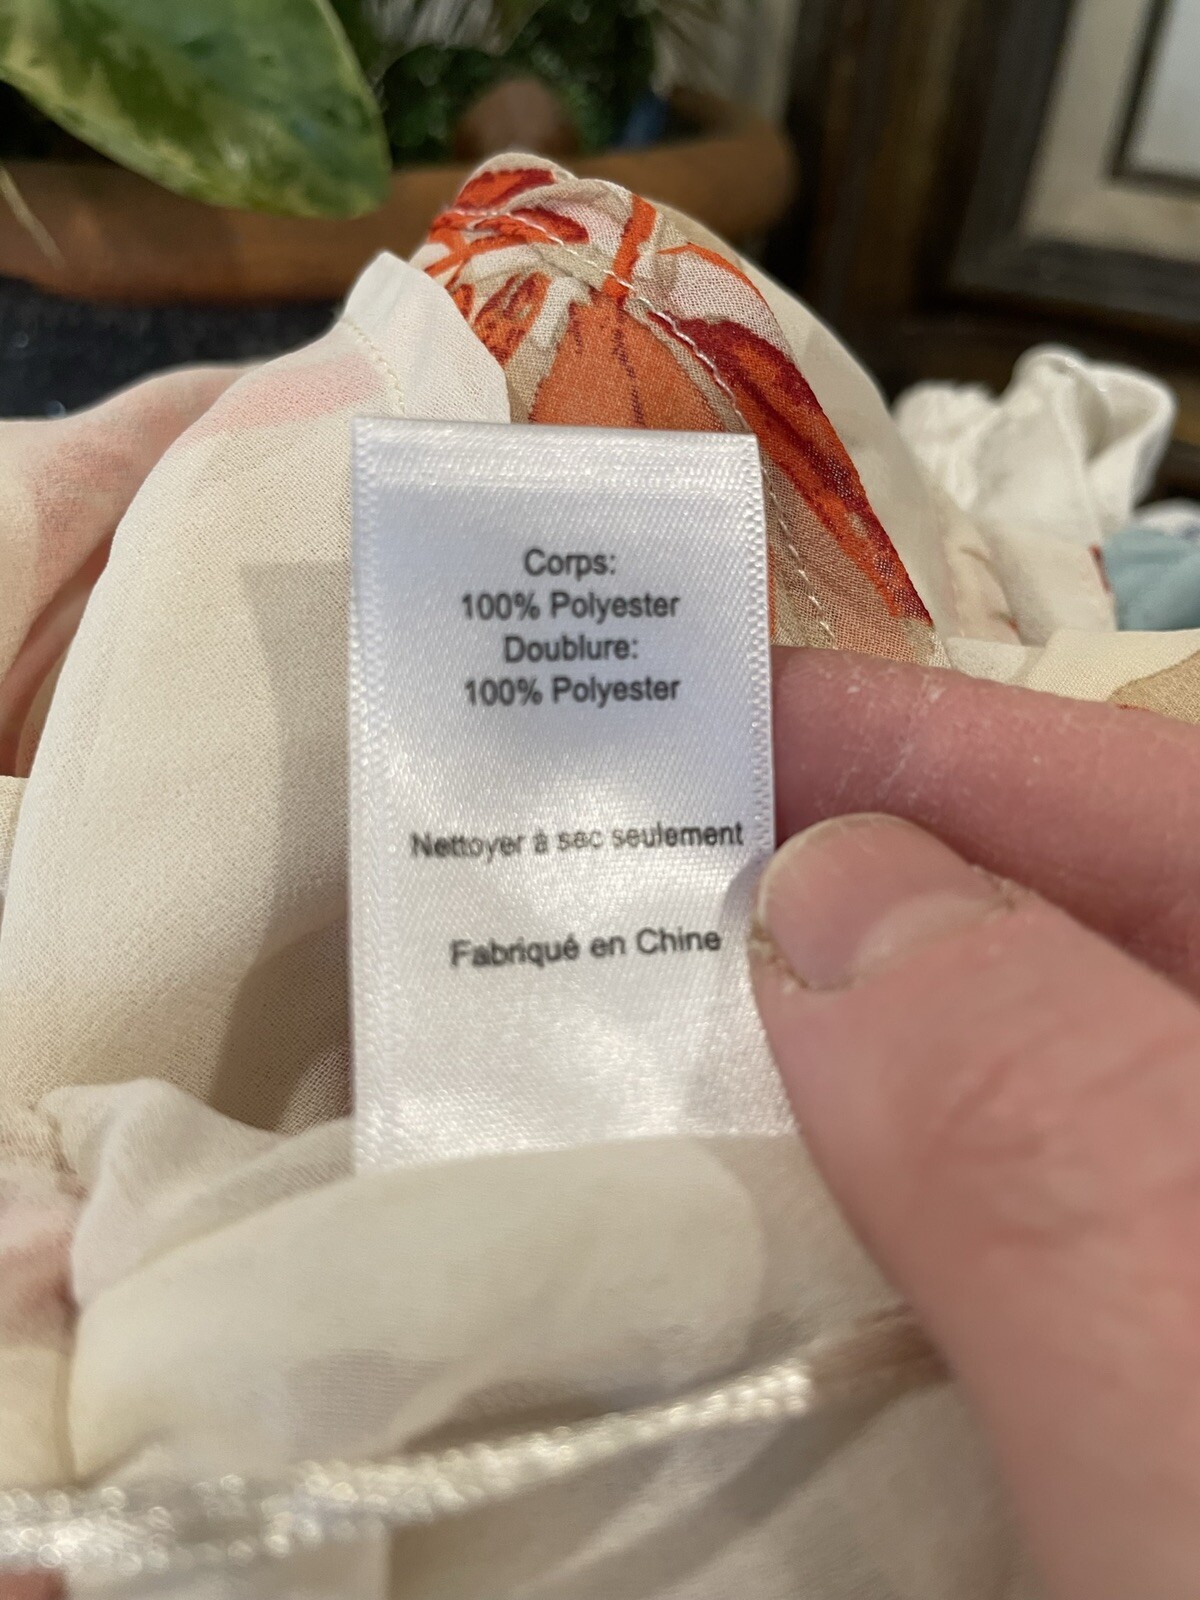 Corps:
100% Polyester
Doublure:
100% Polyester
Nettoyer à sec seulement
Fabriqué en Chine